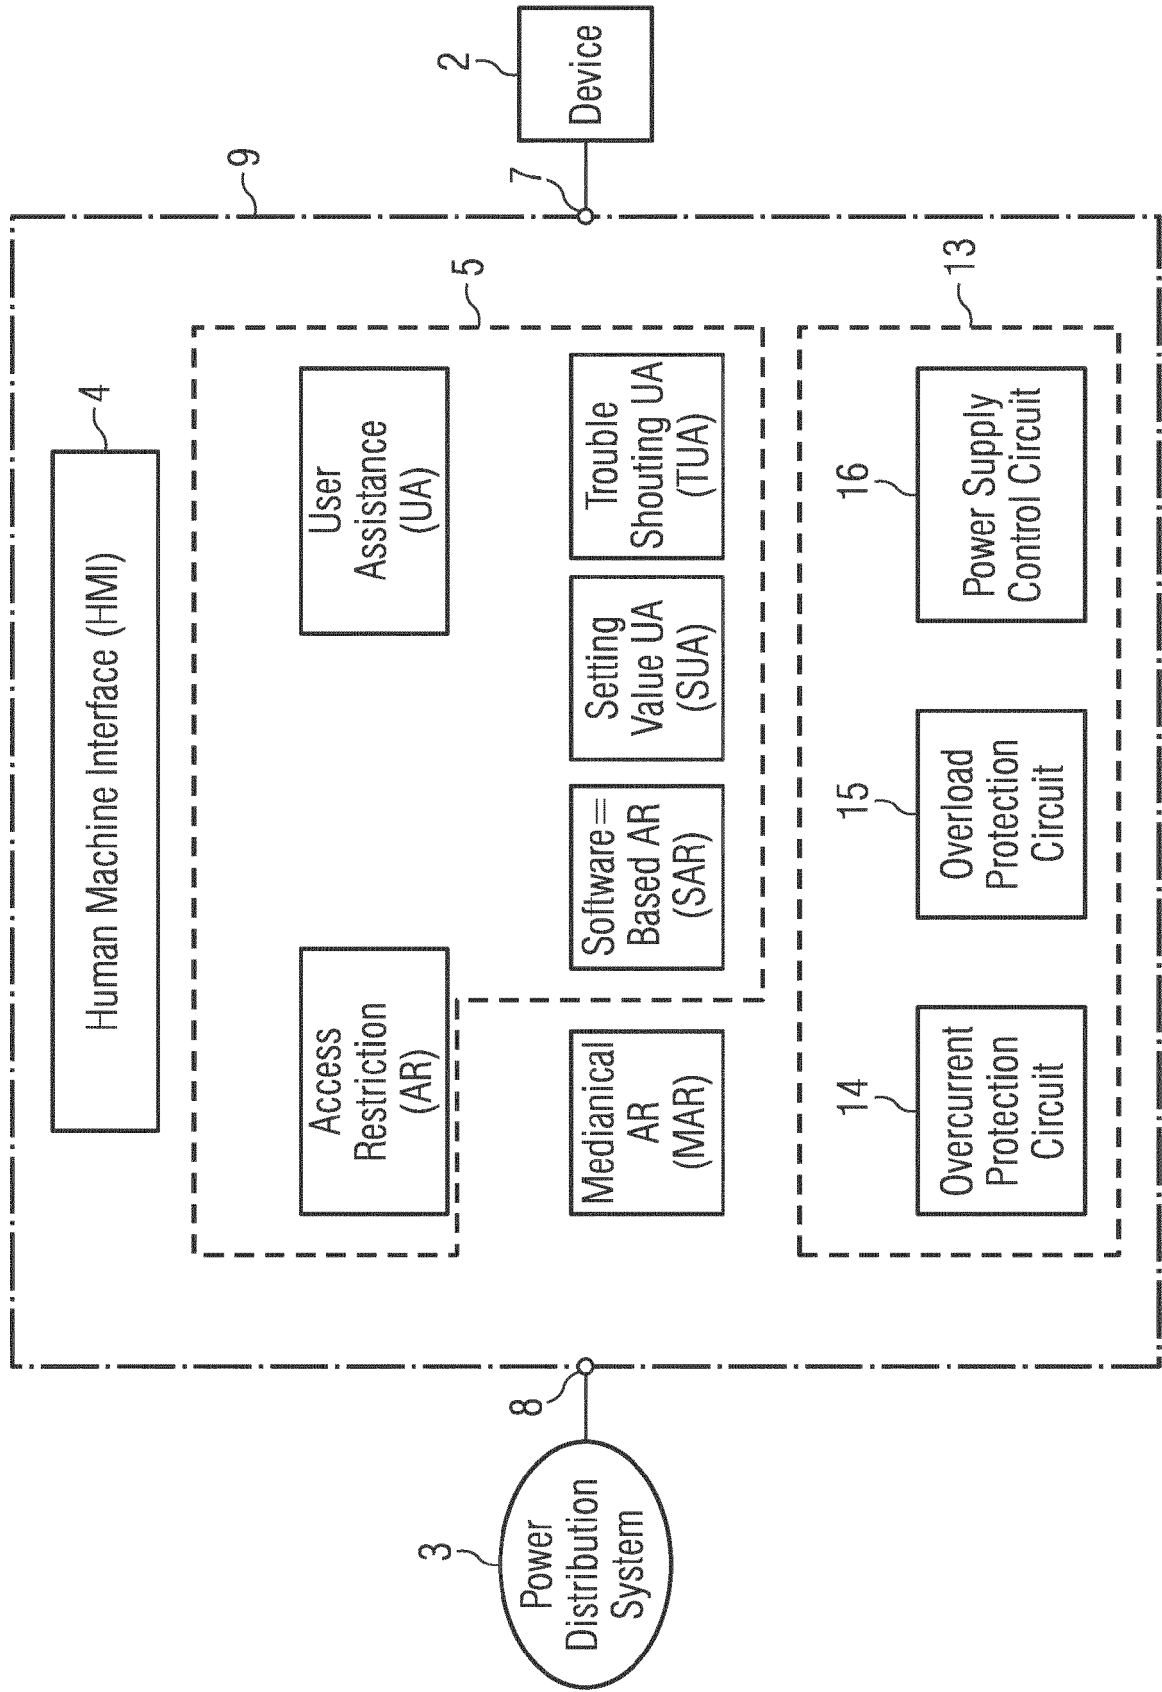 Human Machine Interface (HMI)
4
9
Access
Restriction
(AR)
User
Assistance
(UA)
5
Power
Distribution
System
3
8
Medianical
AR
(MAR)
Software=
Based AR
(SAR)
Setting
Value UA
(SUA)
Trouble
Shouting UA
(TUA)
7
2
Device
14
Overcurrent
Protection
Circuit
15
Overload
Protection
Circuit
16
Power Supply
Control Circuit
13